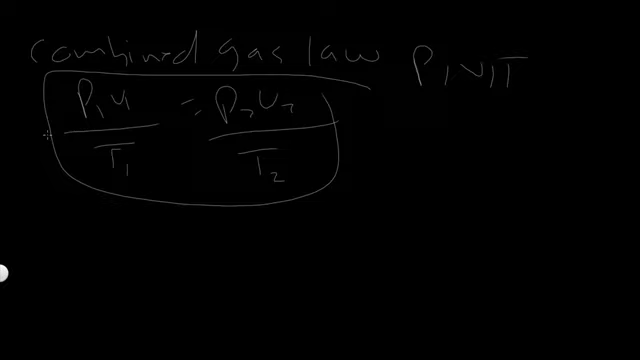 combined gas law P, V, T
P₁V₁ = P₂V₂
T₁ T₂